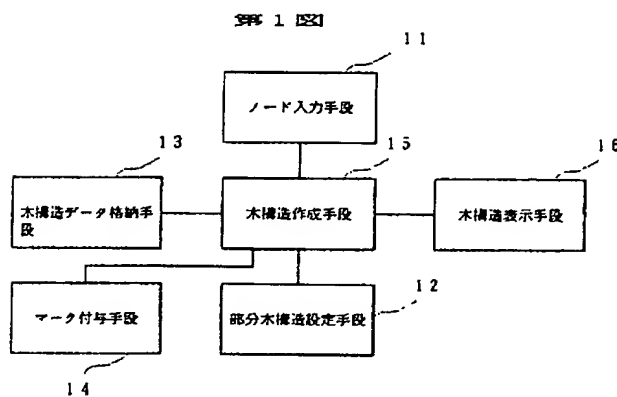 第1図
11
ノード入力手段
13
15
16
木構造データ格納手
段
木構造作成手段
木構造表示手段
マーク付与手段
部分木構造設定手段
12
14